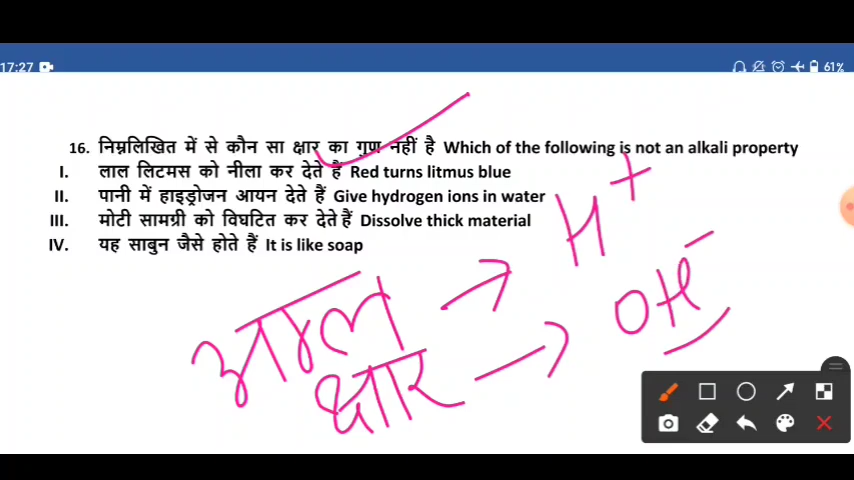 17:27 61%
16. निम्नलिखित में से कौन सा क्षार का गुण नहीं है Which of the following is not an alkali property
I. लाल लिटमस को नीला कर देते हैं Red turns litmus blue
II. पानी में हाइड्रोजन आयन देते हैं Give hydrogen ions in water
III. मोटी सामग्री को विघटित कर देते हैं Dissolve thick material
IV. यह साबुन जैसे होते हैं It is like soap
अम्ल → H+
क्षार → OH-